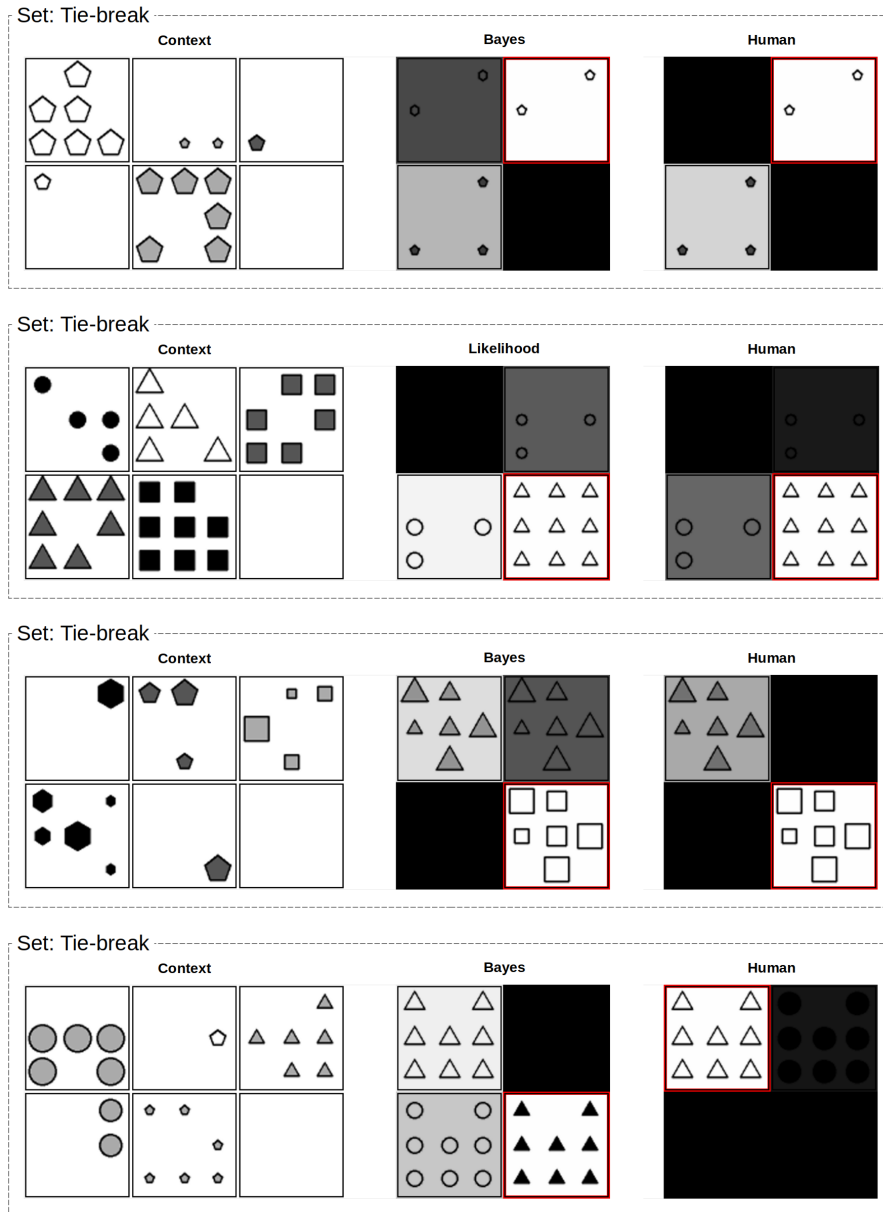 Set: Tie-break
Context Bayes Human
Set: Tie-break
Context Likelihood Human
Set: Tie-break
Context Bayes Human
Set: Tie-break
Context Bayes Human